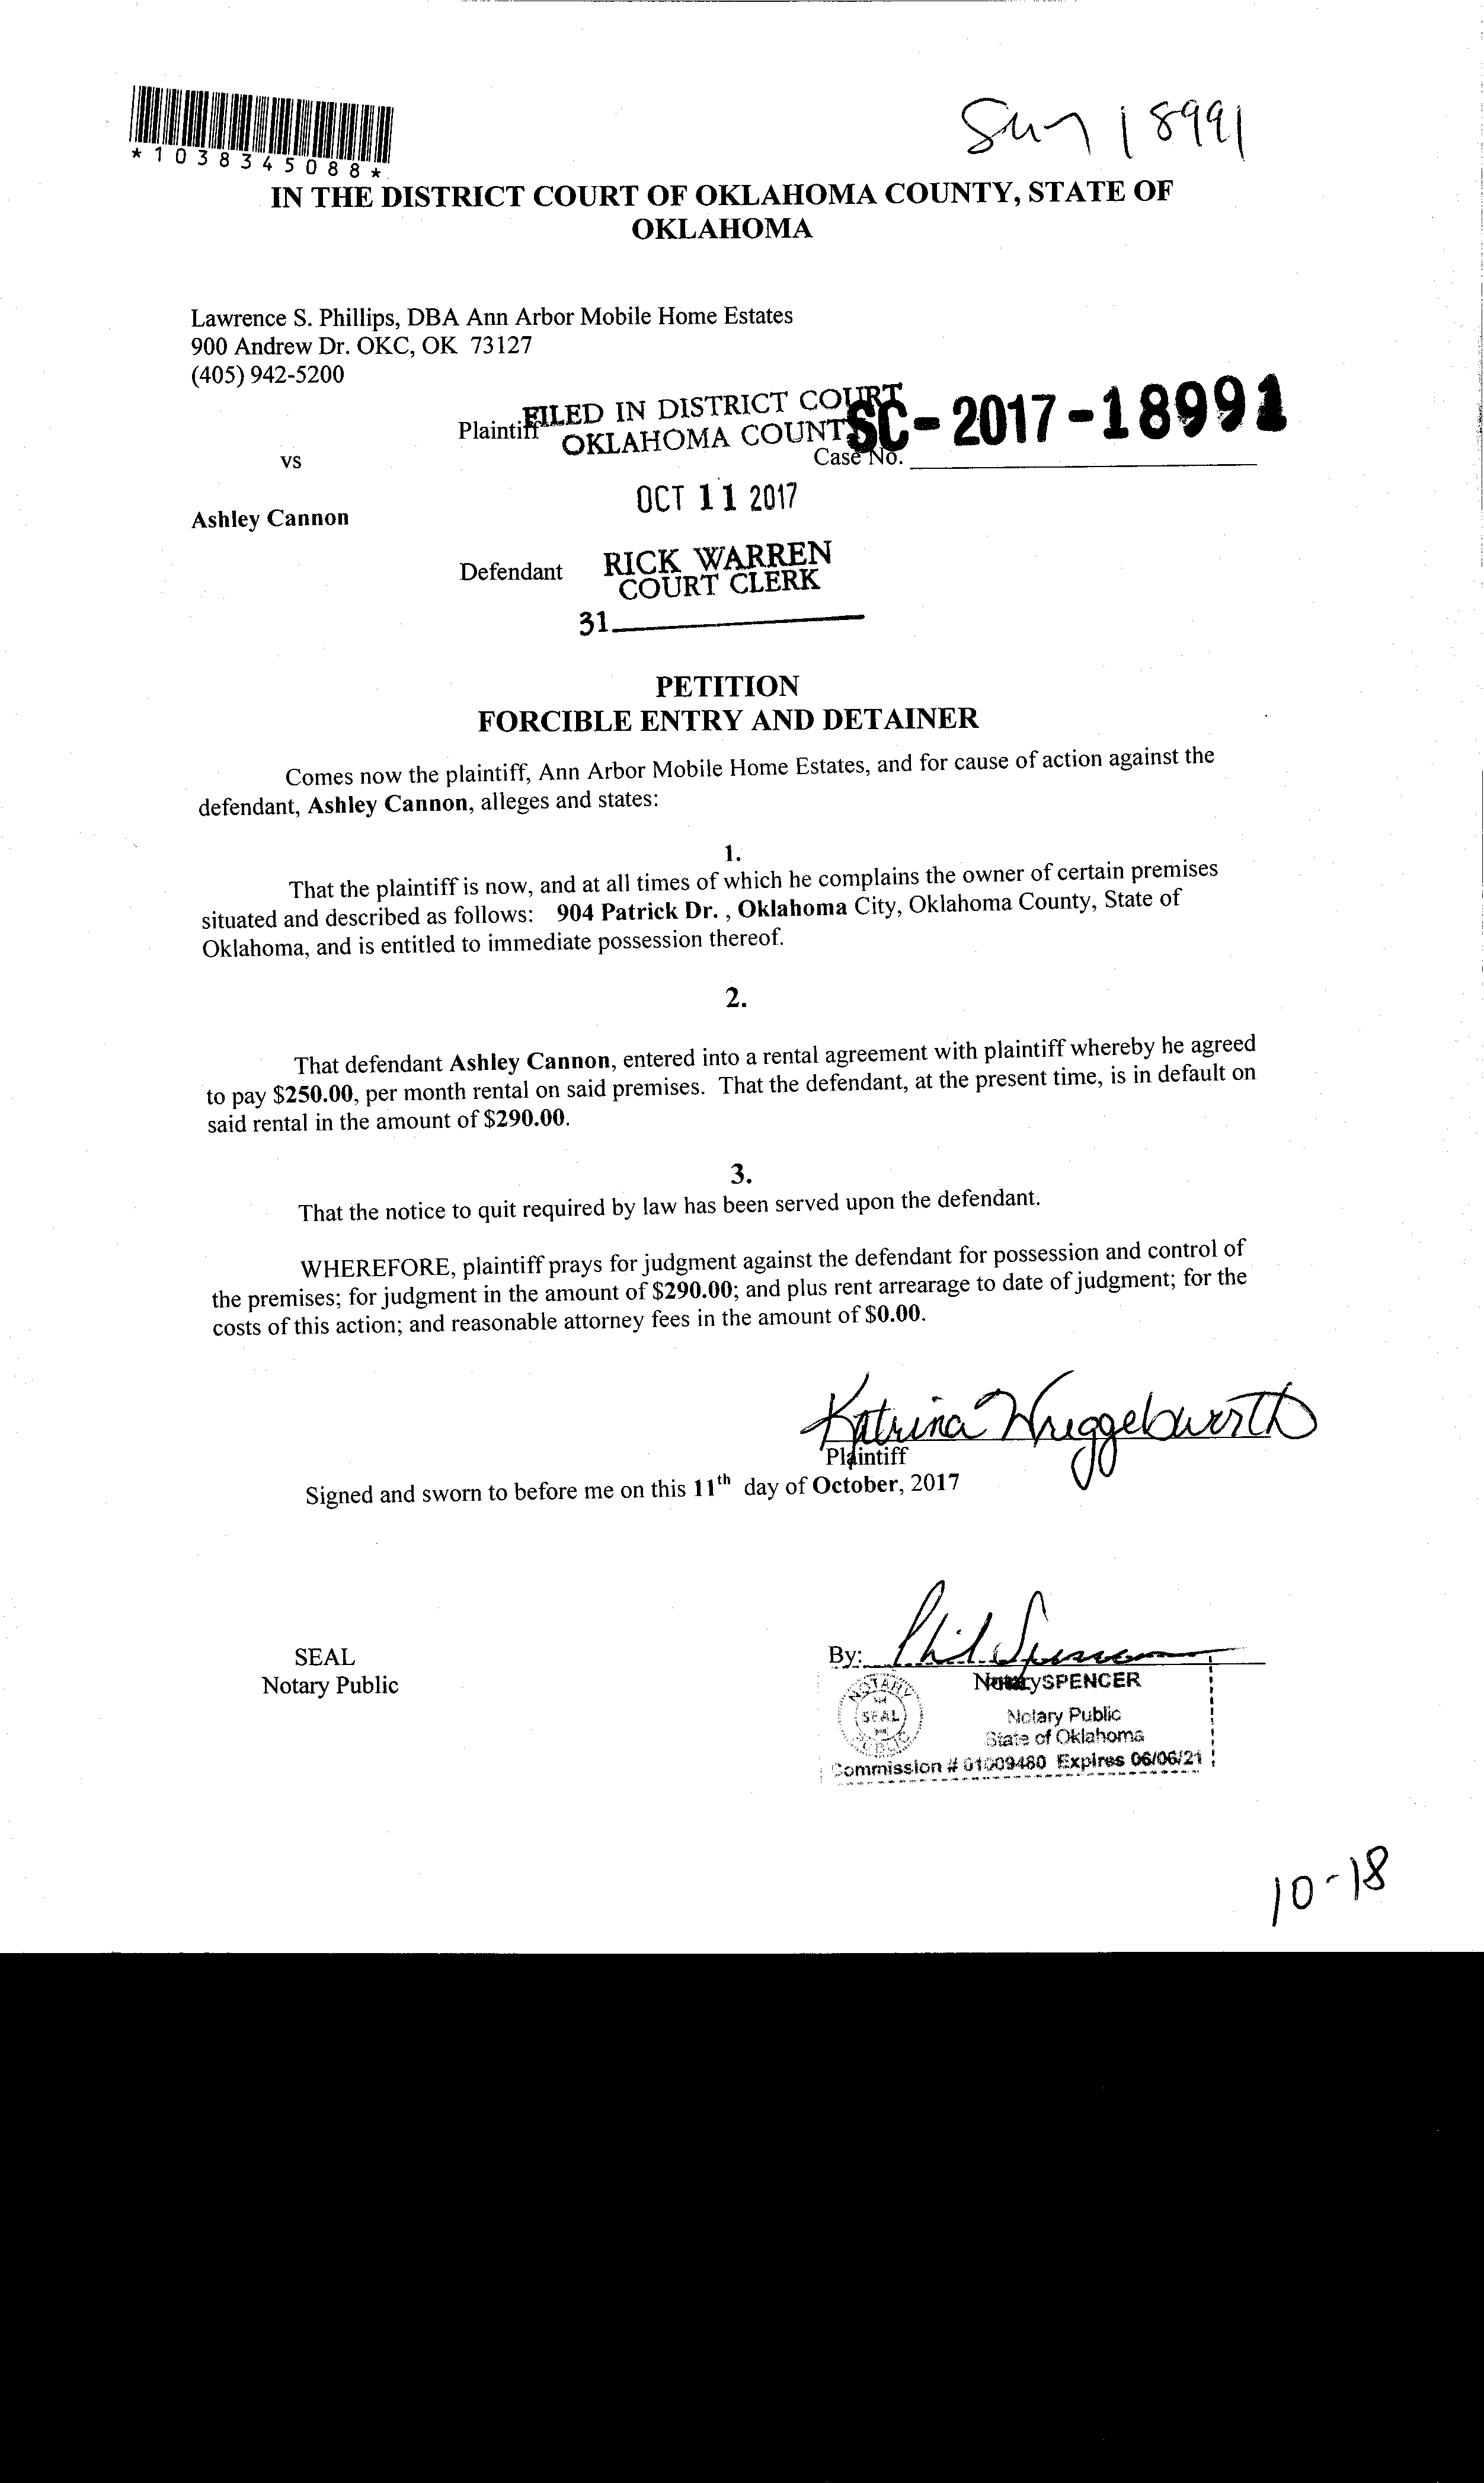 Sun 18991
*1038345088*
IN THE DISTRICT COURT OF OKLAHOMA COUNTY, STATE OF
OKLAHOMA
Lawrence S. Phillips, DBA Ann Arbor Mobile Home Estates
900 Andrew Dr. OKC, OK 73127
(405) 942-5200
FILED IN DISTRICT COURT
Plaintiff
OKLAHOMA COUNTY
SC-2017-18991
vs
Case No.
OCT 11 2017
Ashley Cannon
Defendant
RICK WARREN
COURT CLERK
31
PETITION
FORCIBLE ENTRY AND DETAINER
Comes now the plaintiff, Ann Arbor Mobile Home Estates, and for cause of action against the
defendant, Ashley Cannon, alleges and states:
1.
That the plaintiff is now, and at all times of which he complains the owner of certain premises
situated and described as follows: 904 Patrick Dr. , Oklahoma City, Oklahoma County, State of
Oklahoma, and is entitled to immediate possession thereof.
2.
That defendant Ashley Cannon, entered into a rental agreement with plaintiff whereby he agreed
to pay $250.00, per month rental on said premises. That the defendant, at the present time, is in default on
said rental in the amount of $290.00.
3.
That the notice to quit required by law has been served upon the defendant.
WHEREFORE, plaintiff prays for judgment against the defendant for possession and control of
the premises; for judgment in the amount of $290.00; and plus rent arrearage to date of judgment; for the
costs of this action; and reasonable attorney fees in the amount of $0.00.
Katrina Wriggelsworth
Plaintiff
Signed and sworn to before me on this 11th day of October, 2017
SEAL
Notary Public
By: Phil Spencer
Notary SPENCER
NOTARY
SEAL
PUBLIC
Notary Public
State of Oklahoma
Commission # 01009480 Expires 06/06/21
10-18